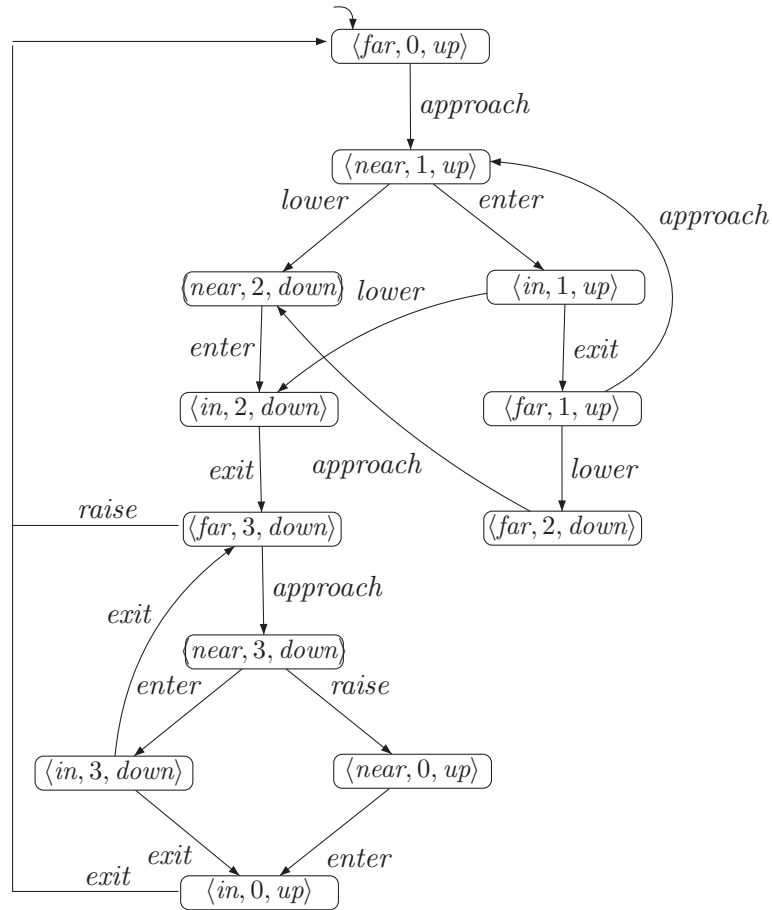 ⟨far, 0, up⟩
approach
⟨near, 1, up⟩
lower
enter
approach
⟨near, 2, down⟩
lower
⟨in, 1, up⟩
enter
exit
⟨in, 2, down⟩
⟨far, 1, up⟩
exit
approach
lower
raise
⟨far, 3, down⟩
⟨far, 2, down⟩
approach
exit
⟨near, 3, down⟩
enter
raise
⟨in, 3, down⟩
⟨near, 0, up⟩
exit
enter
exit
⟨in, 0, up⟩